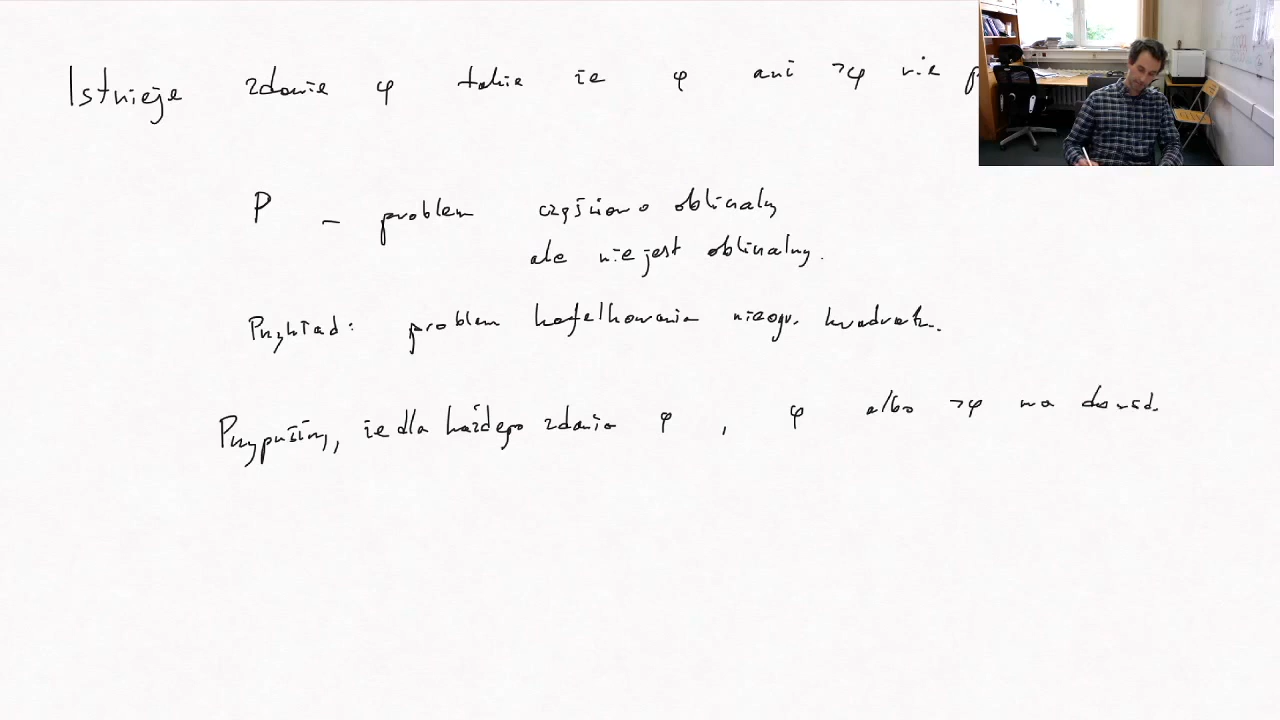 Istnieje zdanie φ takie że φ ani ¬φ nie
P – problem częściowo obliczalny
ale nie jest obliczalny.
Przykład: problem kafelkowania nieogr. kwadratu.
Przypuśćmy, że dla każdego zdania φ, φ albo ¬φ ma dowód.